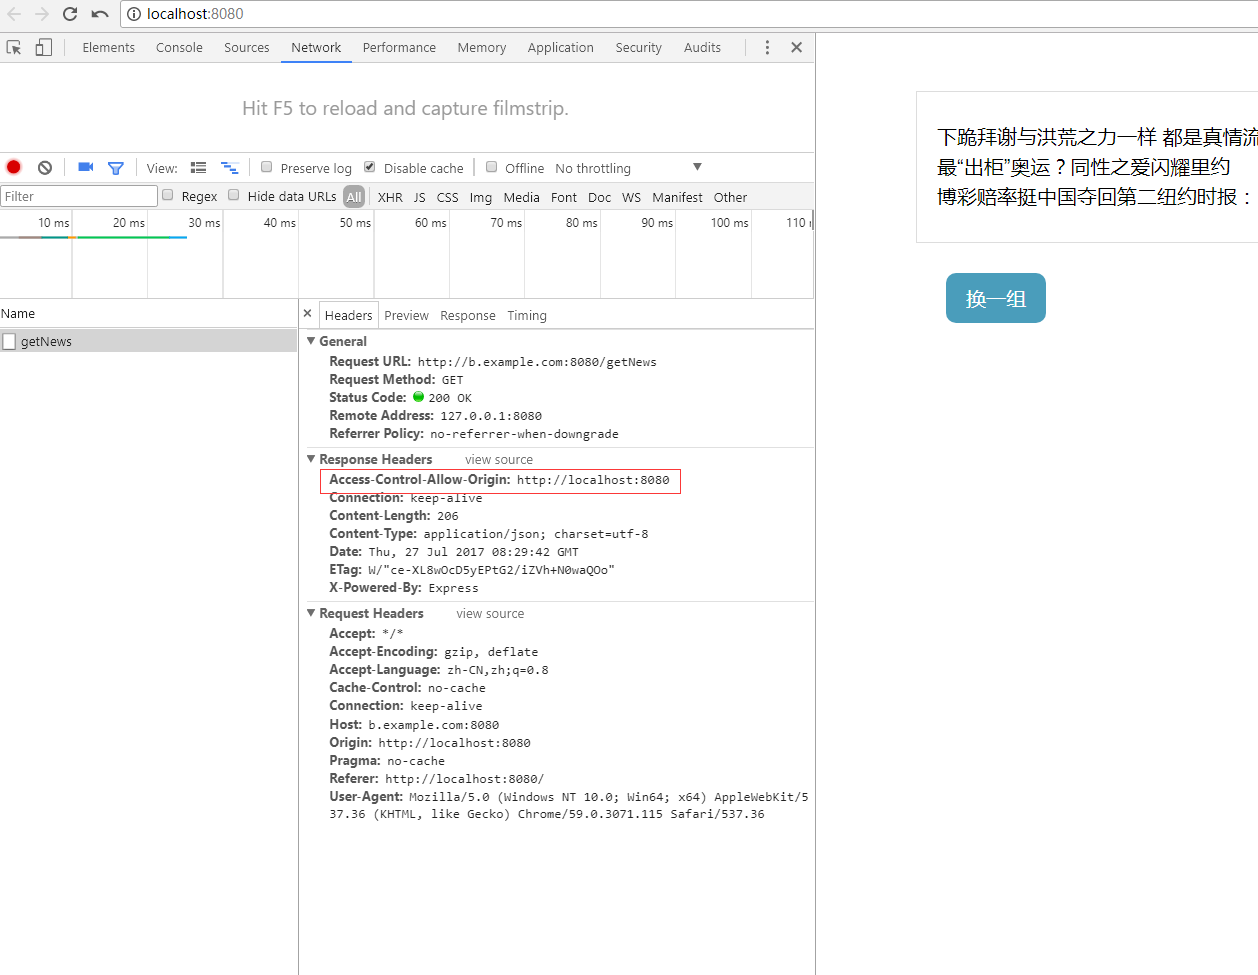 localhost:8080
Elements Console Sources Network Performance Memory Application Security Audits
Hit F5 to reload and capture filmstrip.
View: Preserve log Disable cache Offline No throttling
Filter Regex Hide data URLs All XHR JS CSS Img Media Font Doc WS Manifest Other
10 ms 20 ms 30 ms 40 ms 50 ms 60 ms 70 ms 80 ms 90 ms 100 ms 110
Name
getNews
Headers Preview Response Timing
General
Request URL: http://b.example.com:8080/getNews
Request Method: GET
Status Code: 200 OK
Remote Address: 127.0.0.1:8080
Referrer Policy: no-referrer-when-downgrade
Response Headers view source
Access-Control-Allow-Origin: http://localhost:8080
Connection: keep-alive
Content-Length: 206
Content-Type: application/json; charset=utf-8
Date: Thu, 27 Jul 2017 08:29:42 GMT
ETag: W/"ce-XL8wOcD5yEPtG2/iZVh+N0waQOo"
X-Powered-By: Express
Request Headers view source
Accept: */*
Accept-Encoding: gzip, deflate
Accept-Language: zh-CN,zh;q=0.8
Cache-Control: no-cache
Connection: keep-alive
Host: b.example.com:8080
Origin: http://localhost:8080
Pragma: no-cache
Referer: http://localhost:8080/
User-Agent: Mozilla/5.0 (Windows NT 10.0; Win64; x64) AppleWebKit/5
37.36 (KHTML, like Gecko) Chrome/59.0.3071.115 Safari/537.36
下跪拜谢与洪荒之力一样 都是真情流
最“出柜”奥运？同性之爱闪耀里约
博彩赔率挺中国夺回第二纽约时报：
换一组